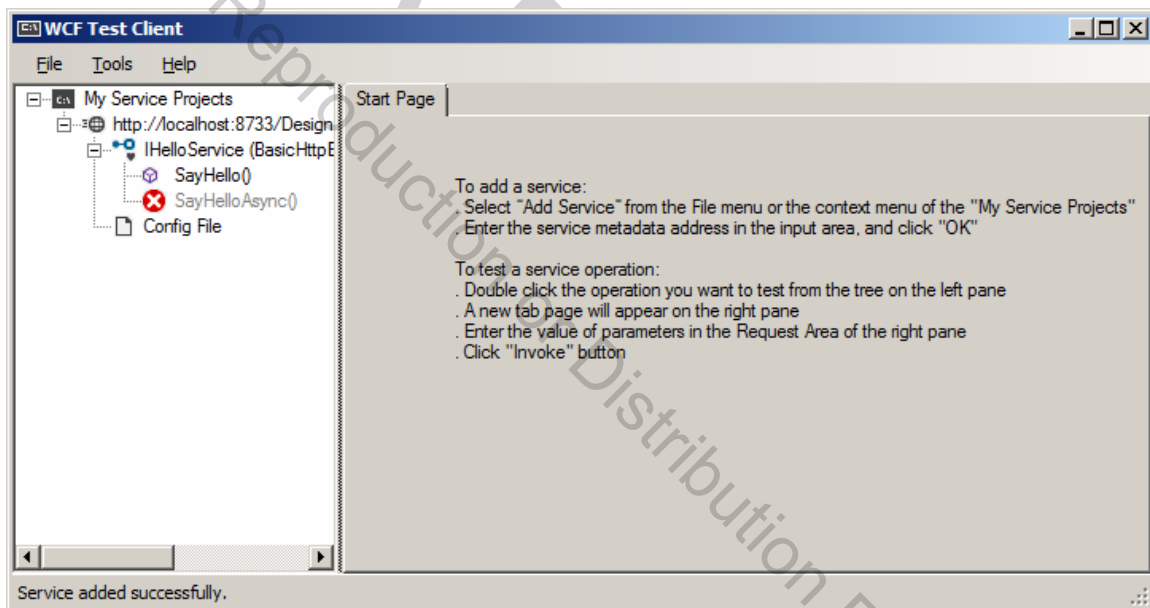 WCF Test Client
File Tools Help
My Service Projects
http://localhost:8733/Design
IHelloService (BasicHttpB
SayHello()
SayHelloAsync()
Config File
Start Page
To add a service:
. Select "Add Service" from the File menu or the context menu of the "My Service Projects"
. Enter the service metadata address in the input area, and click "OK"
To test a service operation:
. Double click the operation you want to test from the tree on the left pane
. A new tab page will appear on the right pane
. Enter the value of parameters in the Request Area of the right pane
. Click "Invoke" button
Service added successfully.
Reproduction or Distribution